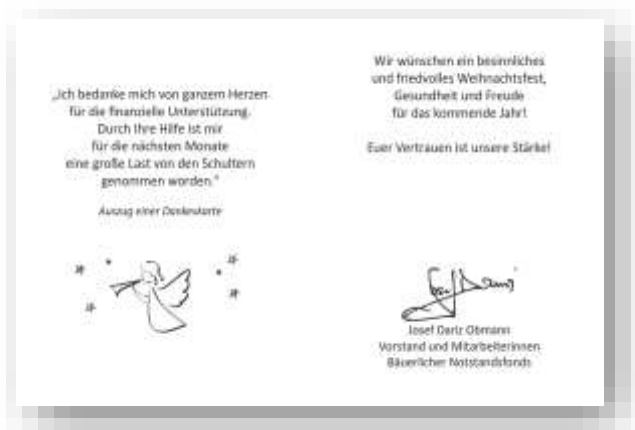 „Ich bedanke mich von ganzem Herzen
für die finanzielle Unterstützung.
Durch Ihre Hilfe ist mir
für die nächsten Monate
eine große Last von den Schultern
genommen worden.“
Auszug einer Dankeskarte
Wir wünschen ein besinnliches
und friedvolles Weihnachtsfest,
Gesundheit und Freude
für das kommende Jahr!
Euer Vertrauen ist unsere Stärke!
Josef Dariz Obmann
Vorstand und Mitarbeiterinnen
Bäuerlicher Notstandsfonds